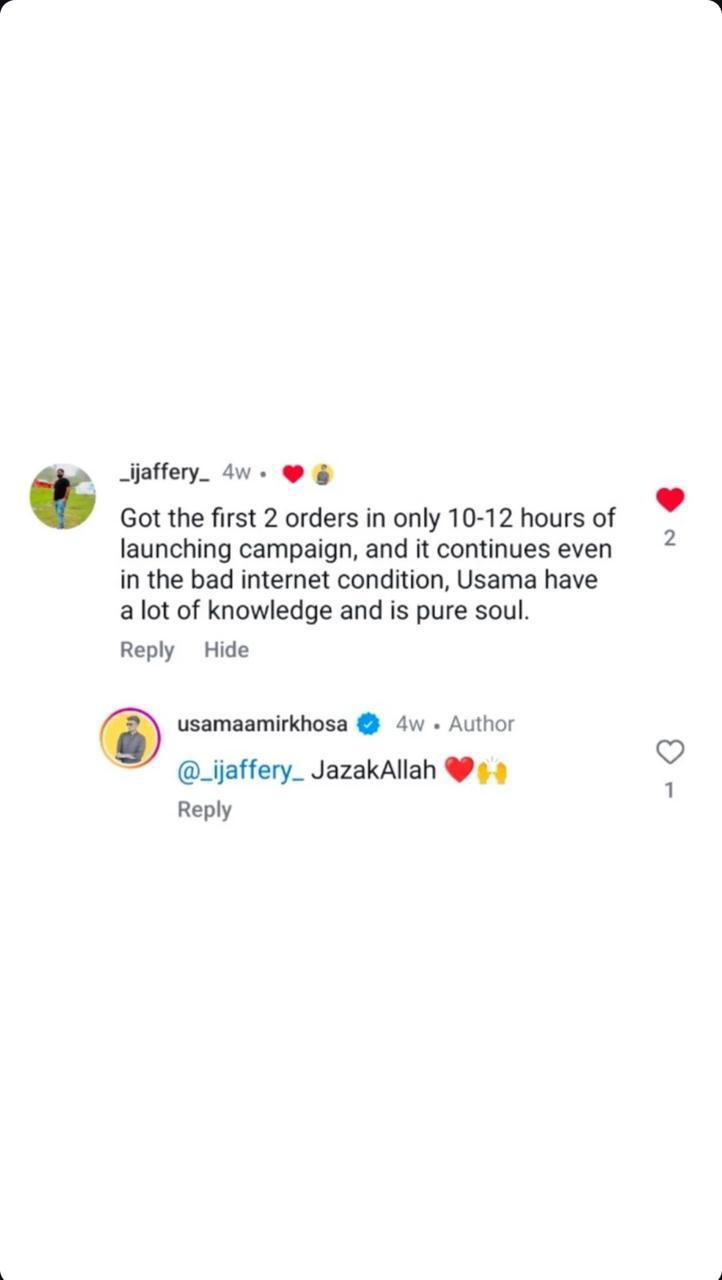 _ijaffery_ 4w • ❤️
Got the first 2 orders in only 10-12 hours of
launching campaign, and it continues even
in the bad internet condition, Usama have
a lot of knowledge and is pure soul.
2
Reply Hide
usamaamirkhosa 4w • Author
@_ijaffery_ JazakAllah ❤️🙌
1
Reply